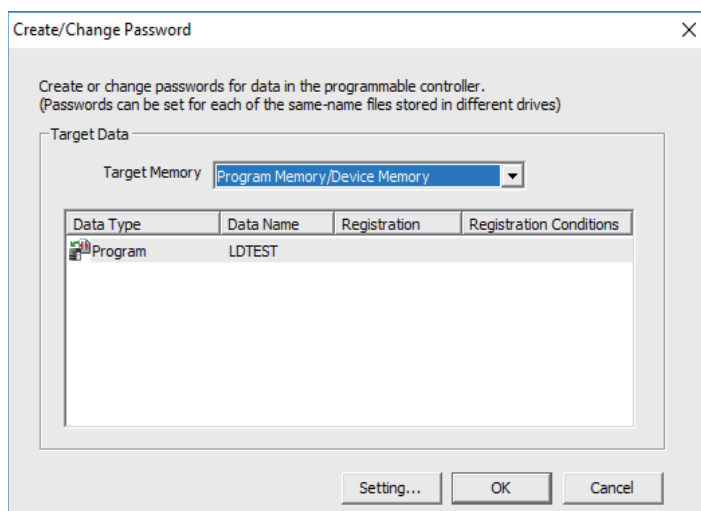 Create/Change Password
Create or change passwords for data in the programmable controller.
(Passwords can be set for each of the same-name files stored in different drives)
Target Data
Target Memory Program Memory/Device Memory
Data Type Data Name Registration Registration Conditions
Program LDTEST
Setting... OK Cancel